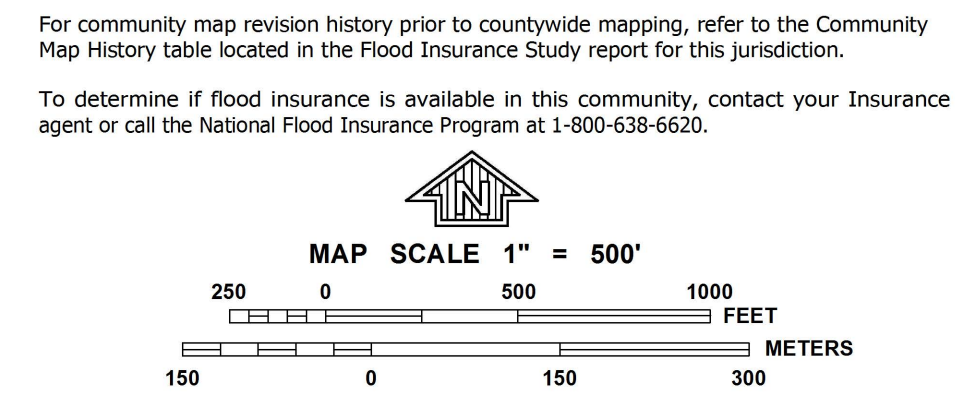 For community map revision history prior to countywide mapping, refer to the Community
Map History table located in the Flood Insurance Study report for this jurisdiction.
To determine if flood insurance is available in this community, contact your Insurance
agent or call the National Flood Insurance Program at 1-800-638-6620.
N
MAP SCALE 1" = 500'
250 0 500 1000
FEET
METERS
150 0 150 300